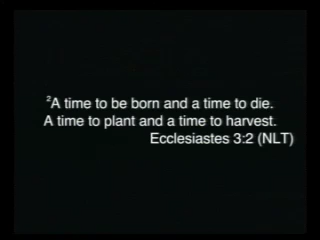 ²A time to be born and a time to die.
A time to plant and a time to harvest.
Ecclesiastes 3:2 (NLT)